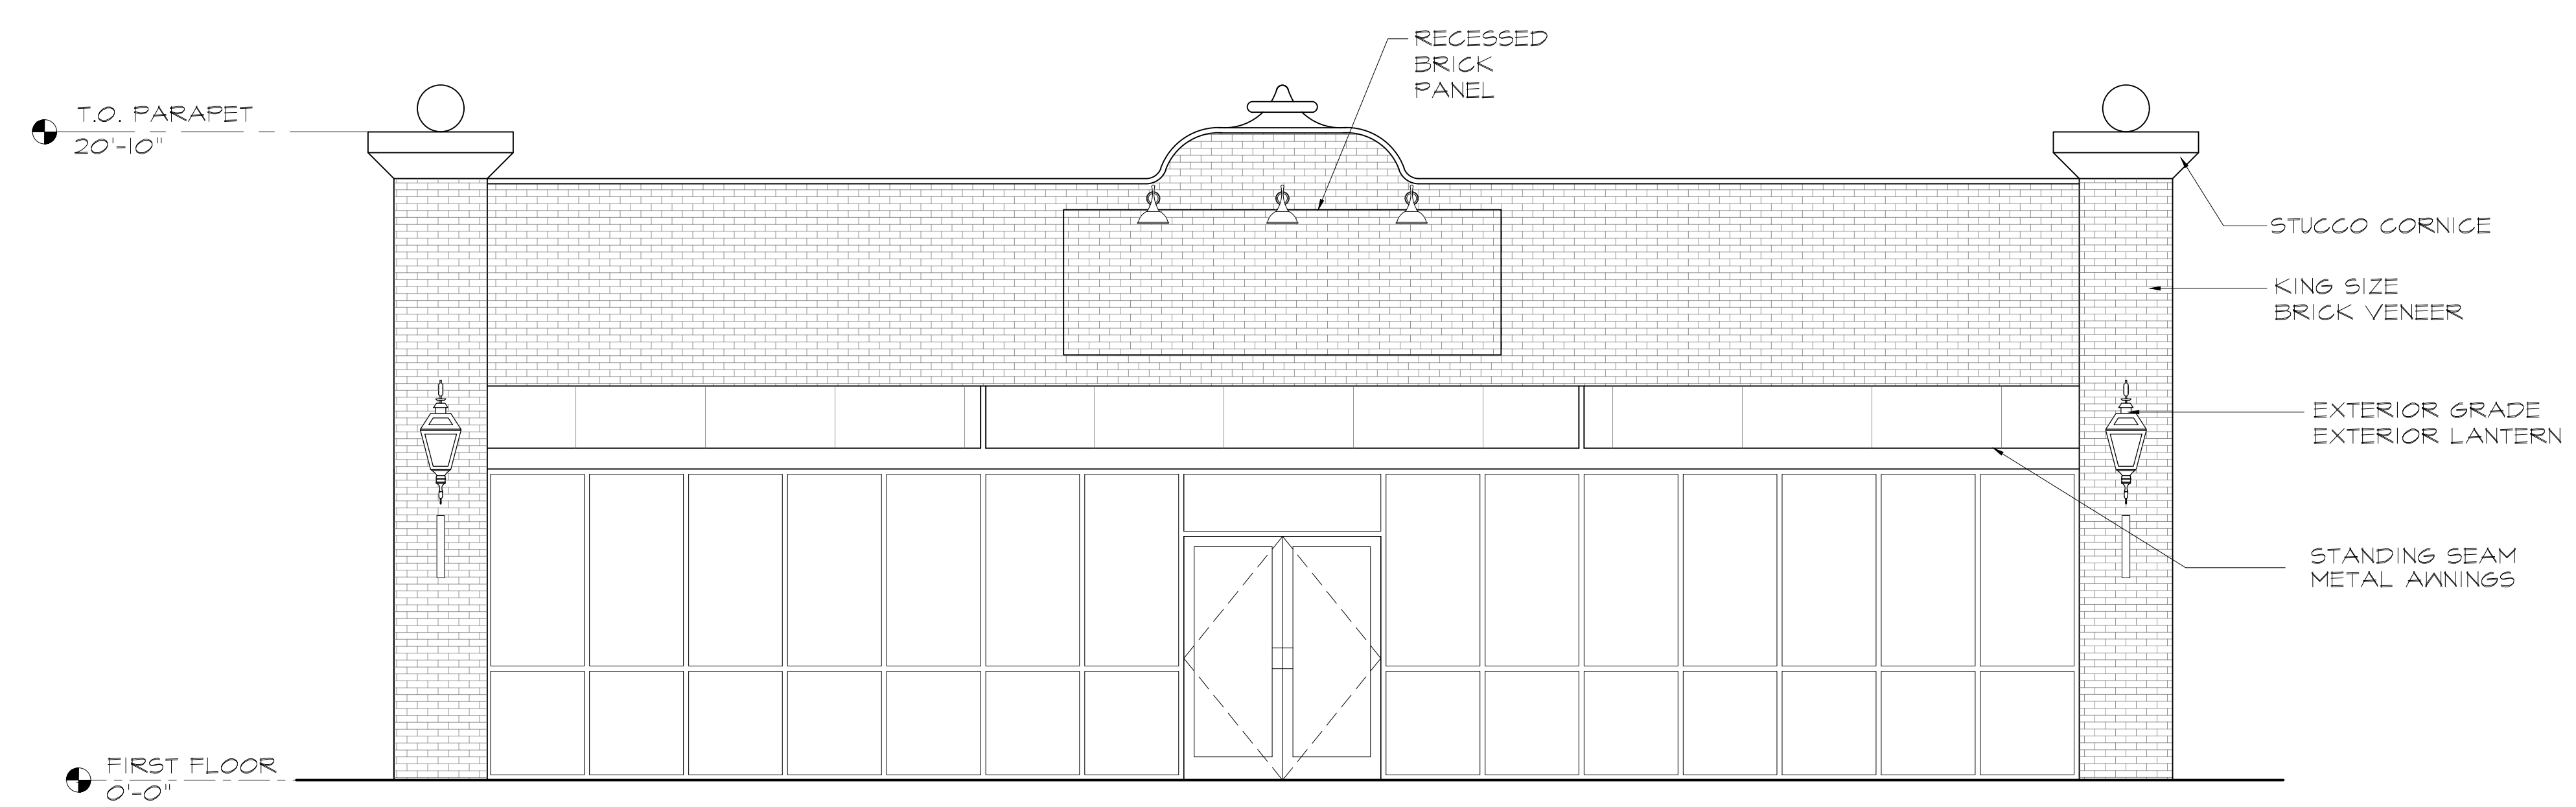 RECESSED
BRICK
PANEL
T.O. PARAPET
20'-10"
STUCCO CORNICE
KING SIZE
BRICK VENEER
EXTERIOR GRADE
EXTERIOR LANTERN
STANDING SEAM
METAL AWNINGS
FIRST FLOOR
0'-0"